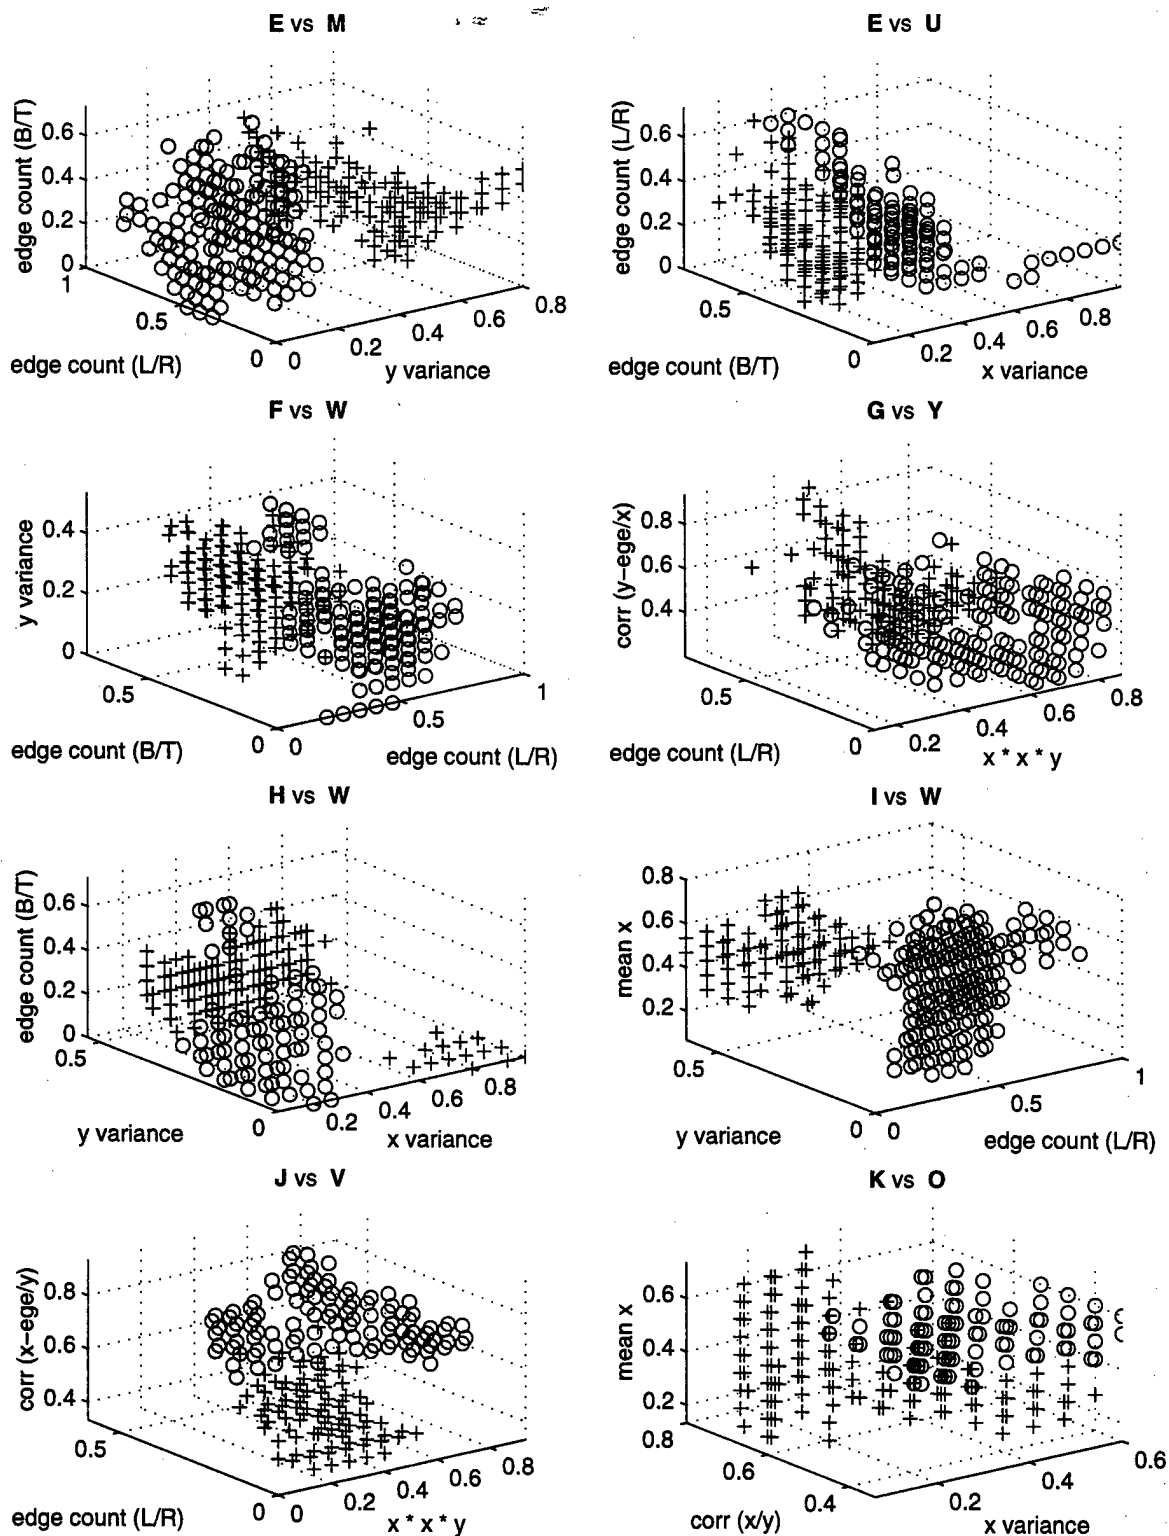 E vs M
edge count (B/T)
0.6
0.4
0.2
0
1
0.5
0
0
0.2
0.4
0.6
0.8
edge count (L/R)
y variance
E vs U
edge count (L/R)
0.6
0.4
0.2
0
0.5
0
0.2
0.4
0.6
0.8
edge count (B/T)
x variance
F vs W
y variance
0.4
0.2
0
0.5
0
0
0.5
1
edge count (B/T)
edge count (L/R)
G vs Y
corr (y-ege/x)
0.8
0.6
0.4
0.5
0
0.2
0.4
0.6
0.8
edge count (L/R)
x * x * y
H vs W
edge count (B/T)
0.6
0.4
0.2
0
0.5
0
0.2
0.4
0.6
0.8
y variance
x variance
I vs W
mean x
0.8
0.6
0.4
0.2
0.5
0
0
0.5
1
y variance
edge count (L/R)
J vs V
corr (x-ege/y)
0.8
0.6
0.4
0.5
0
0
0.2
0.4
0.6
0.8
edge count (L/R)
x * x * y
K vs O
mean x
0.6
0.4
0.2
0.8
0.6
0.4
0.2
0.4
0.6
corr (x/y)
x variance